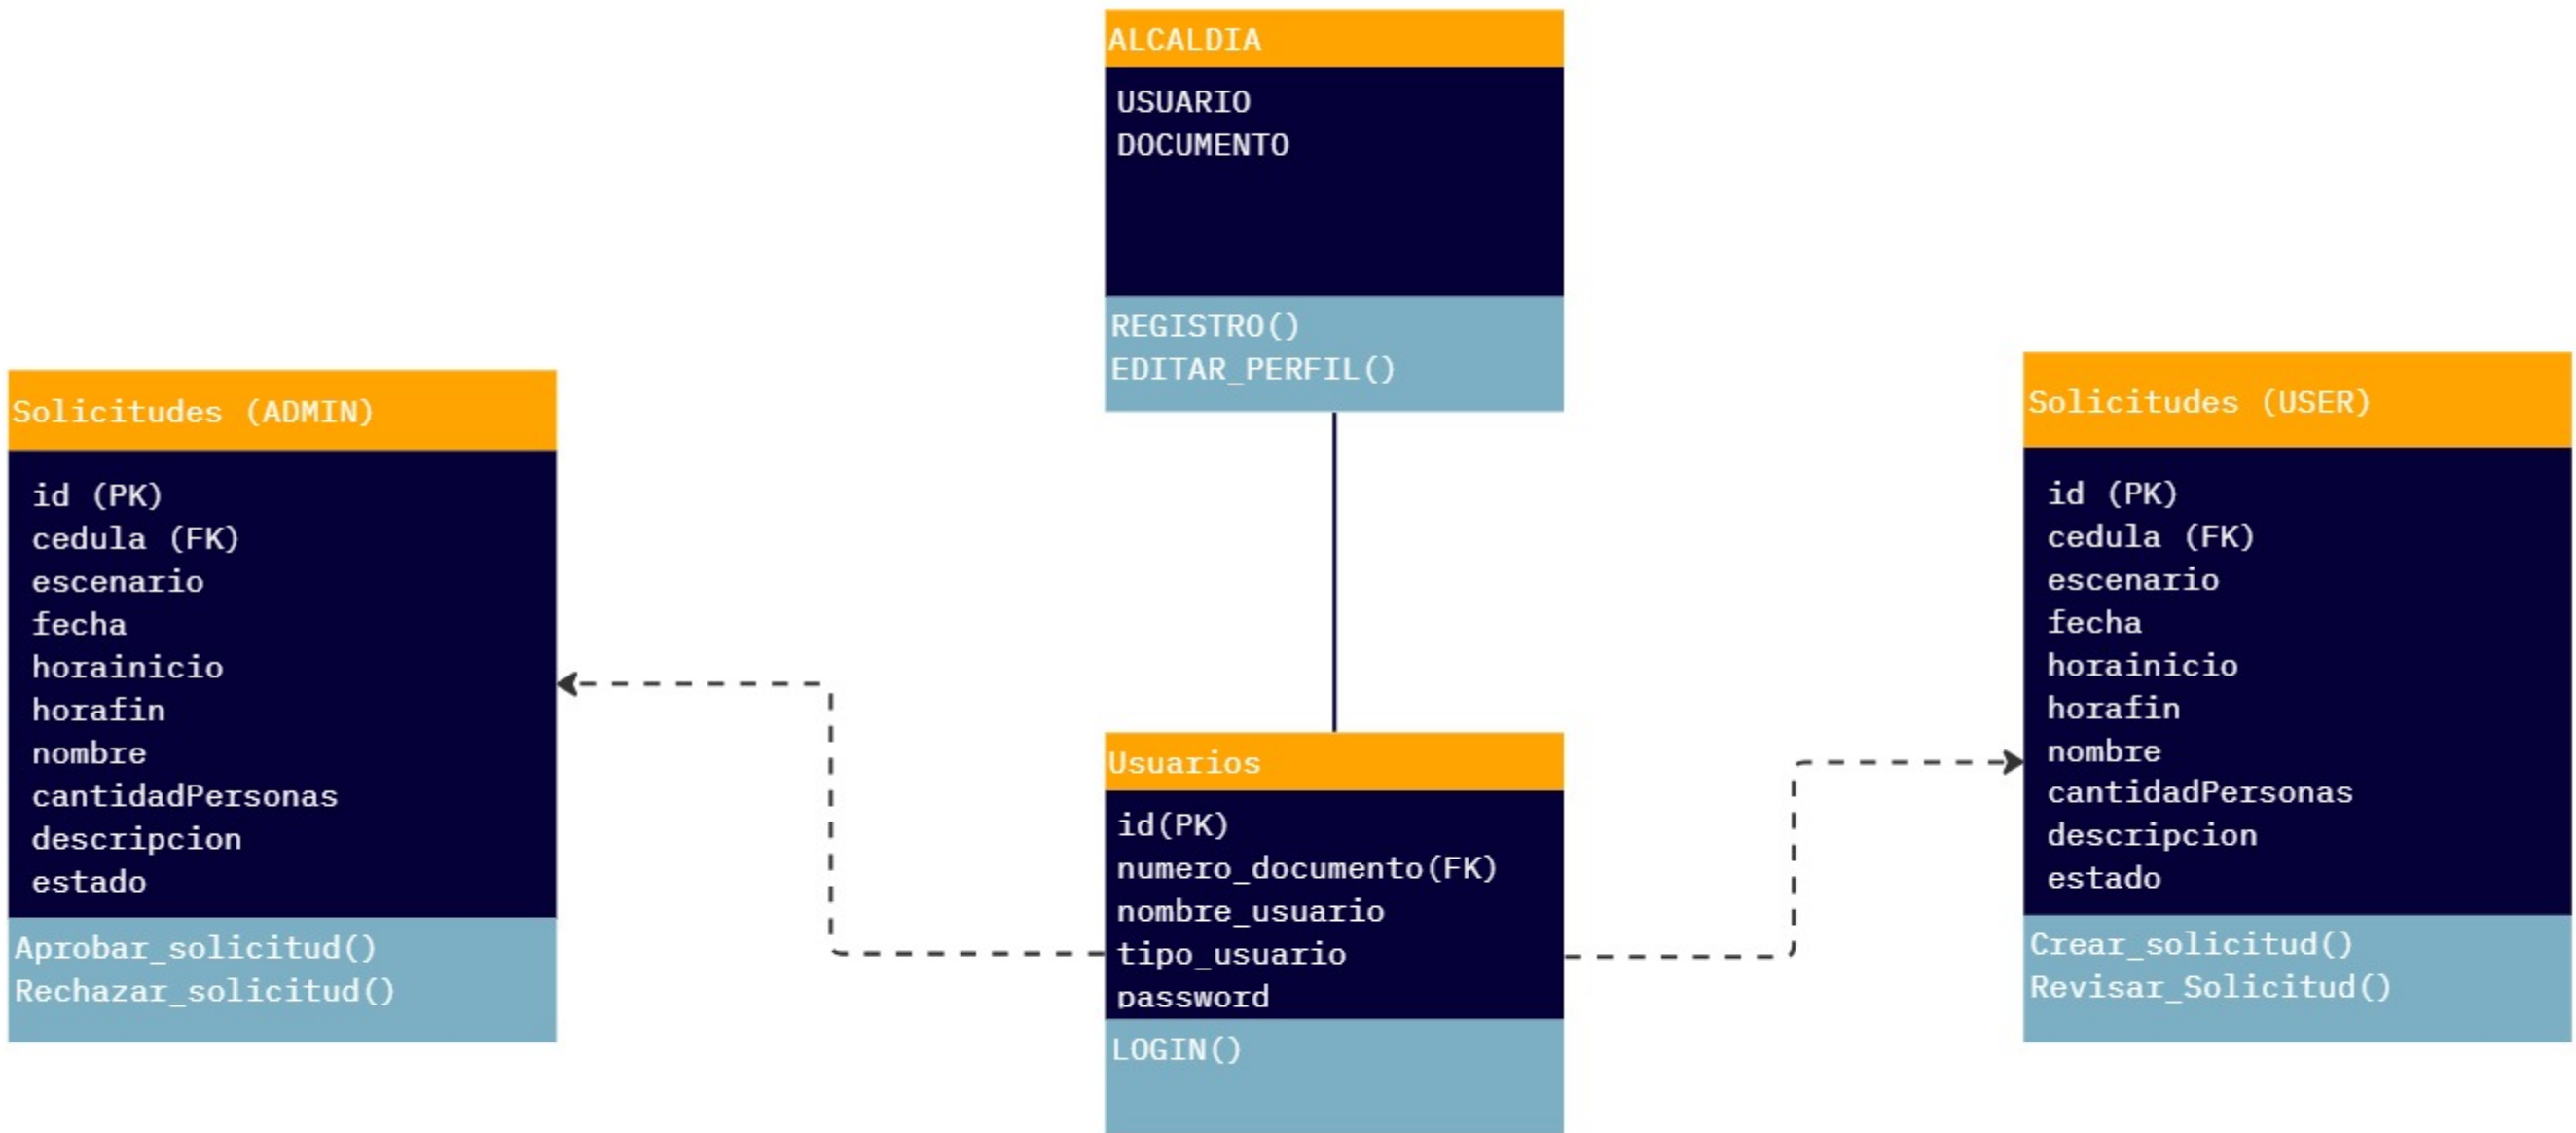 ALCALDIA
USUARIO
DOCUMENTO
REGISTRO()
EDITAR_PERFIL()
Solicitudes (ADMIN)
id (PK)
cedula (FK)
escenario
fecha
horainicio
horafin
nombre
cantidadPersonas
descripcion
estado
Aprobar_solicitud()
Rechazar_solicitud()
Usuarios
id(PK)
numero_documento(FK)
nombre_usuario
tipo_usuario
password
LOGIN()
Solicitudes (USER)
id (PK)
cedula (FK)
escenario
fecha
horainicio
horafin
nombre
cantidadPersonas
descripcion
estado
Crear_solicitud()
Revisar_Solicitud()